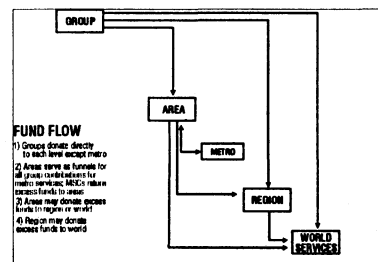 GROUP
AREA
METRO
REGION
WORLD
SERVICES
FUND FLOW
1) Groups donate directly
to each level except metro
2) Areas serve as funnels for
all group contributions for
metro services; MSCs return
excess funds to areas
3) Areas may donate excess
funds to region or world
4) Region may donate
excess funds to world